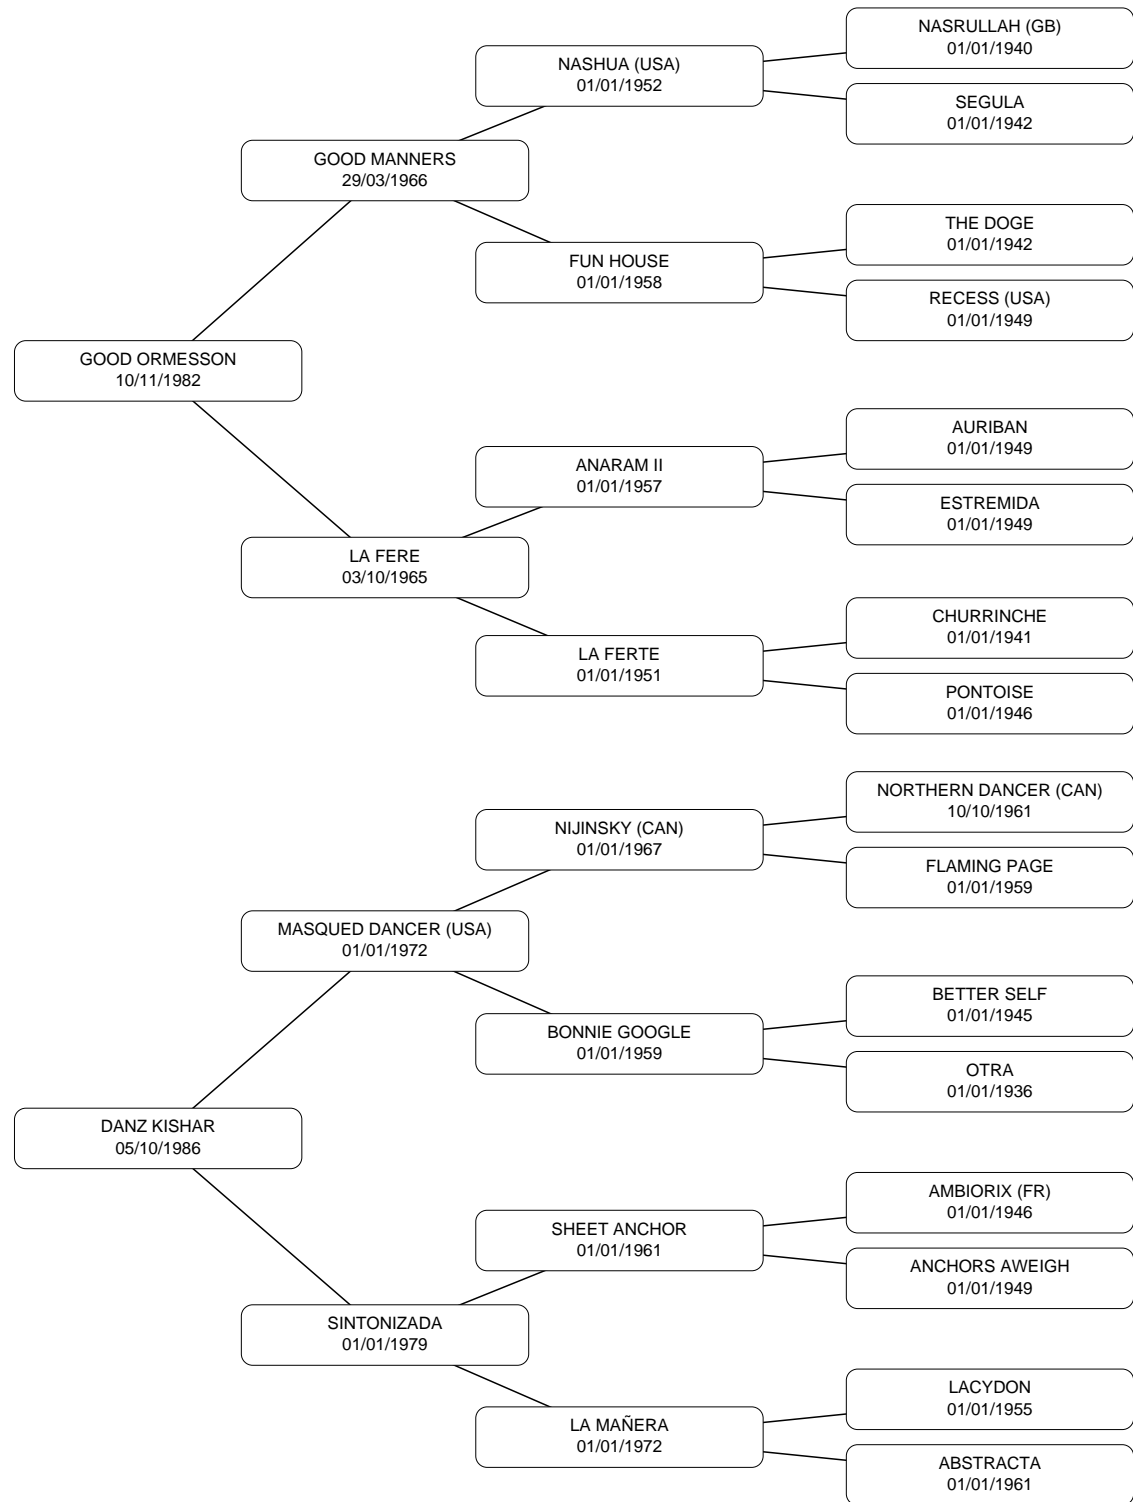 NASRULLAH (GB)
01/01/1940
NASHUA (USA)
01/01/1952
SEGULA
01/01/1942
GOOD MANNERS
29/03/1966
THE DOGE
01/01/1942
FUN HOUSE
01/01/1958
RECESS (USA)
01/01/1949
GOOD ORMESSON
10/11/1982
AURIBAN
01/01/1949
ANARAM II
01/01/1957
ESTREMIDA
01/01/1949
LA FERE
03/10/1965
CHURRINCHE
01/01/1941
LA FERTE
01/01/1951
PONTOISE
01/01/1946
NORTHERN DANCER (CAN)
10/10/1961
NIJINSKY (CAN)
01/01/1967
FLAMING PAGE
01/01/1959
MASQUED DANCER (USA)
01/01/1972
BETTER SELF
01/01/1945
BONNIE GOOGLE
01/01/1959
OTRA
01/01/1936
DANZ KISHAR
05/10/1986
AMBIORIX (FR)
01/01/1946
SHEET ANCHOR
01/01/1961
ANCHORS AWEIGH
01/01/1949
SINTONIZADA
01/01/1979
LACYDON
01/01/1955
LA MAÑERA
01/01/1972
ABSTRACTA
01/01/1961